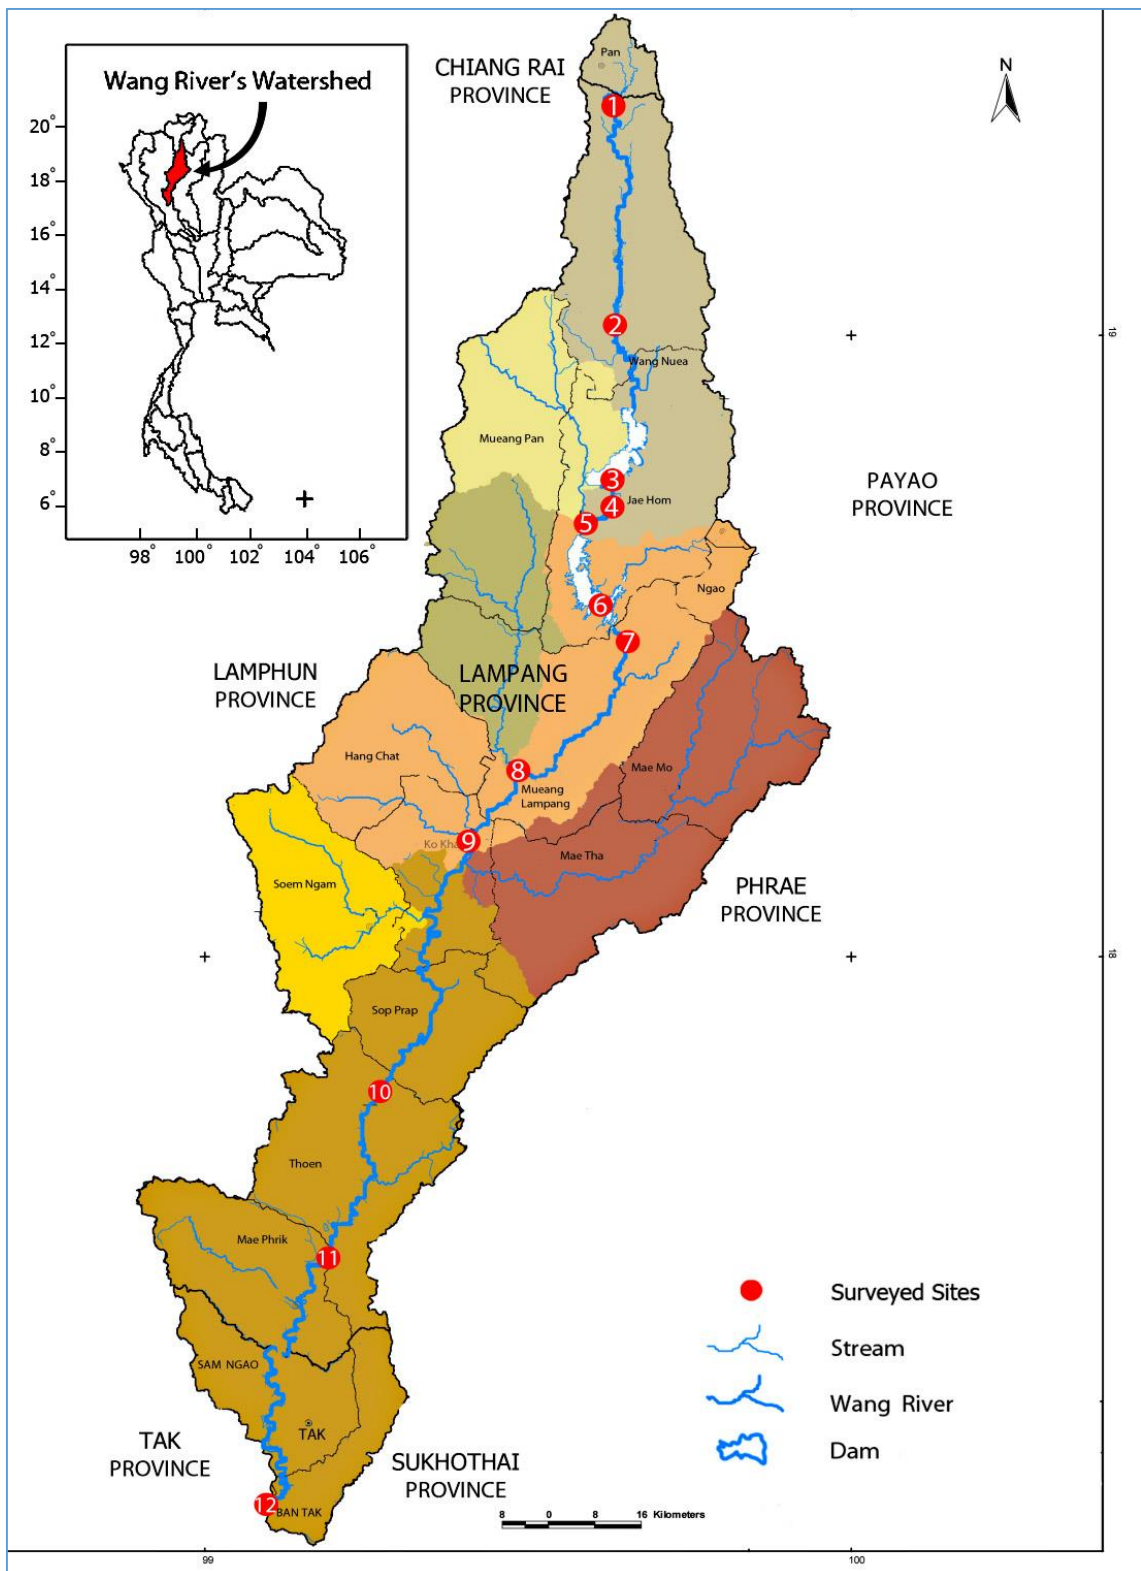 Wang River's Watershed
20°
18°
16°
14°
12°
10°
8°
6°
98°
100°
102°
104°
106°
CHIANG RAI
PROVINCE
Pan
N
1
2
19
Wang Nuea
Mueang Pan
3
Jae Hom
4
5
PAYAO
PROVINCE
Ngao
6
7
LAMPHUN
PROVINCE
LAMPANG
PROVINCE
Hang Chat
8
Mae Mo
Mueang
Lampang
9
Ko Kha
Mae Tha
Soem Ngam
PHRAE
PROVINCE
18
Sop Prap
10
Thoen
Mae Phrik
11
Surveyed Sites
Stream
Wang River
Dam
SAM NGAO
TAK
TAK
PROVINCE
SUKHOTHAI
PROVINCE
12
BAN TAK
8 0 8 16 Kilometers
99
100